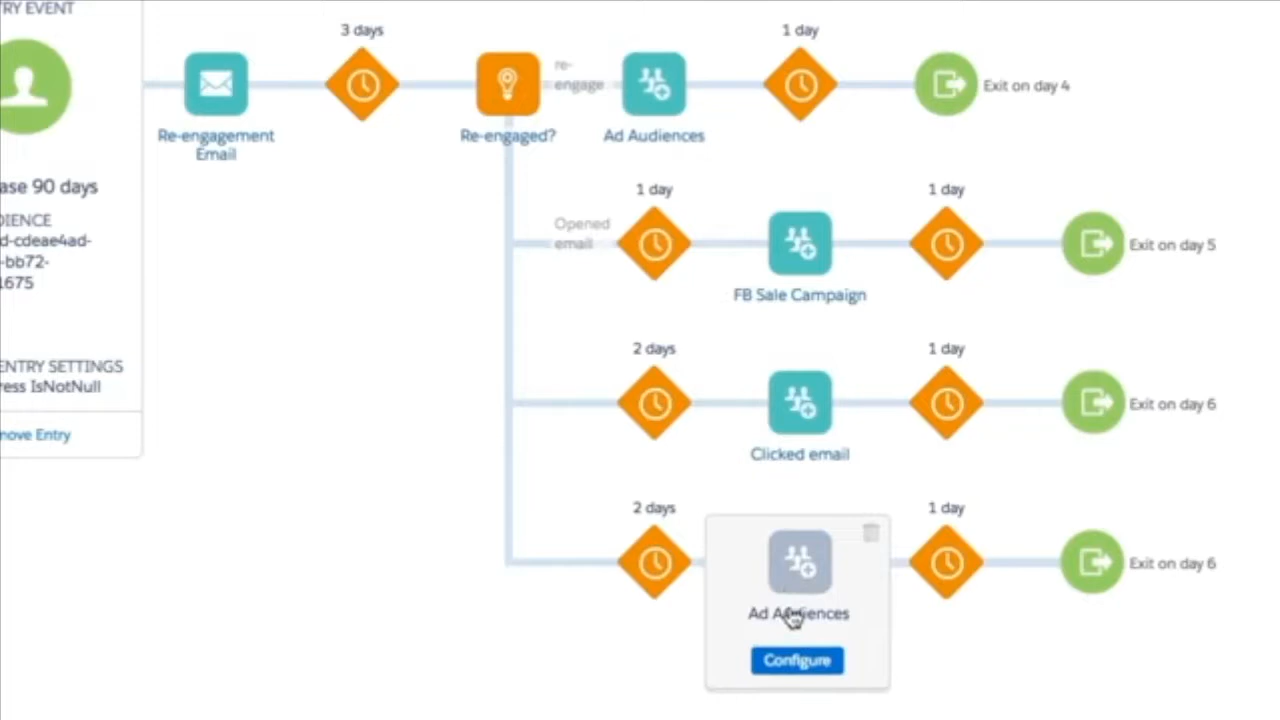 TRY EVENT
ase 90 days
DIENCE
d-cdeae4ad-
-bb72-
1675
ENTRY SETTINGS
ress IsNotNull
move Entry
3 days
1 day
re-
engage
Exit on day 4
Re-engagement
Email
Re-engaged?
Ad Audiences
1 day
1 day
Opened
email
Exit on day 5
FB Sale Campaign
2 days
1 day
Exit on day 6
Clicked email
2 days
1 day
Exit on day 6
Ad Audiences
Configure